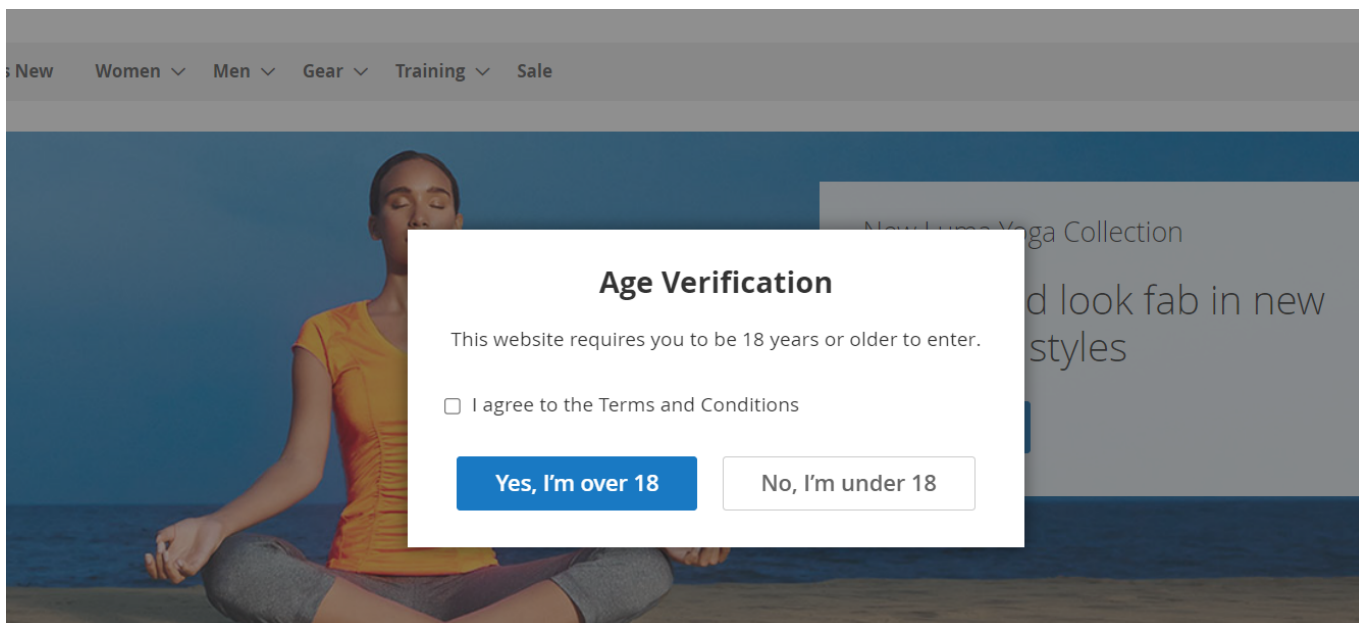 s New Women Men Gear Training Sale
New Luma Yoga Collection
d look fab in new
styles
Age Verification
This website requires you to be 18 years or older to enter.
I agree to the Terms and Conditions
Yes, I'm over 18 No, I'm under 18